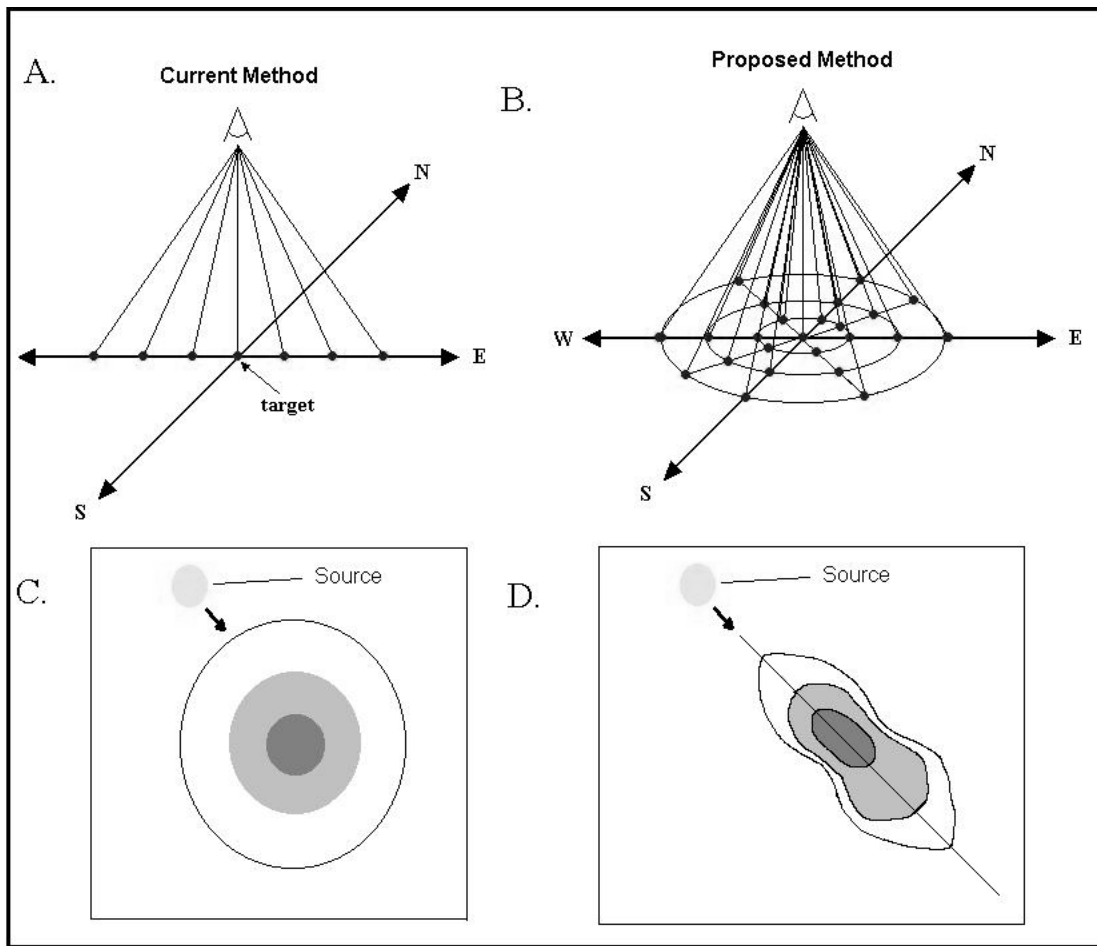 A.
Current Method
N
E
target
S
B.
Proposed Method
N
W
E
S
C.
Source
D.
Source